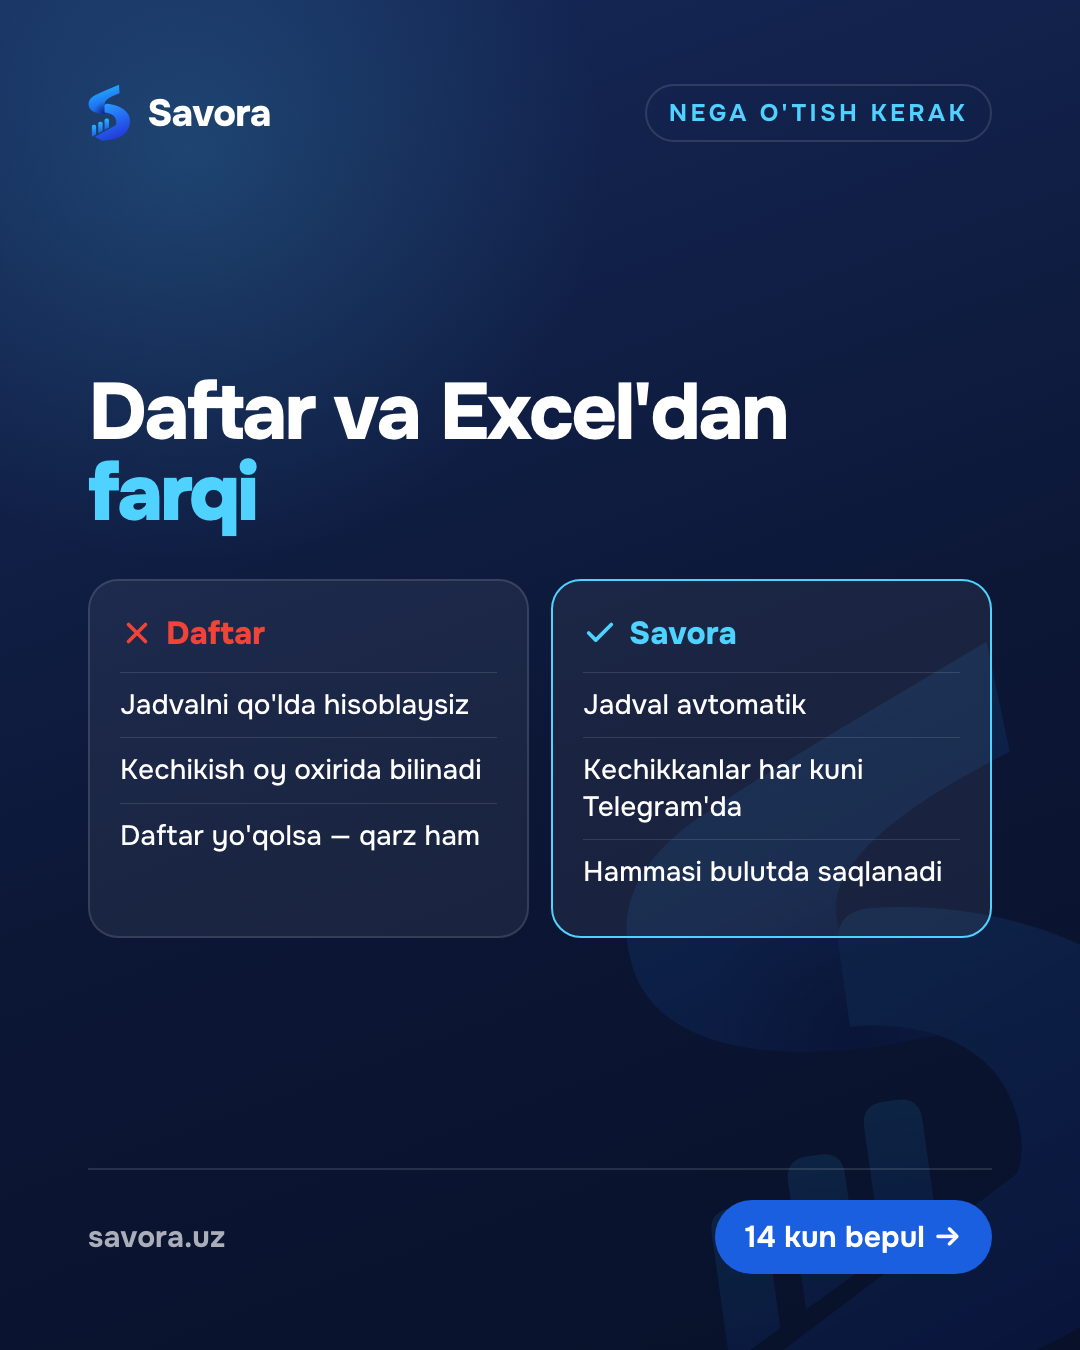 Savora
NEGA O'TISH KERAK
Daftar va Excel'dan
farqi
Daftar
Jadvalni qo'lda hisoblaysiz
Kechikish oy oxirida bilinadi
Daftar yo'qolsa — qarz ham
Savora
Jadval avtomatik
Kechikkanlar har kuni
Telegram'da
Hammasi bulutda saqlanadi
savora.uz
14 kun bepul →